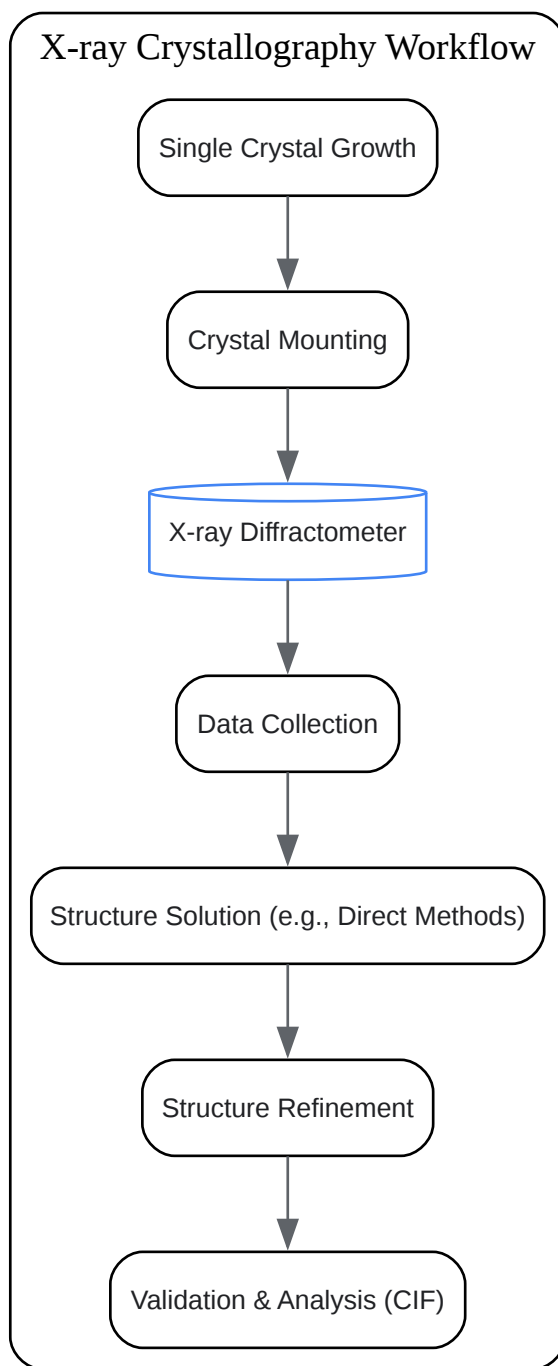 X-ray Crystallography Workflow
Single Crystal Growth
Crystal Mounting
X-ray Diffractometer
Data Collection
Structure Solution (e.g., Direct Methods)
Structure Refinement
Validation & Analysis (CIF)